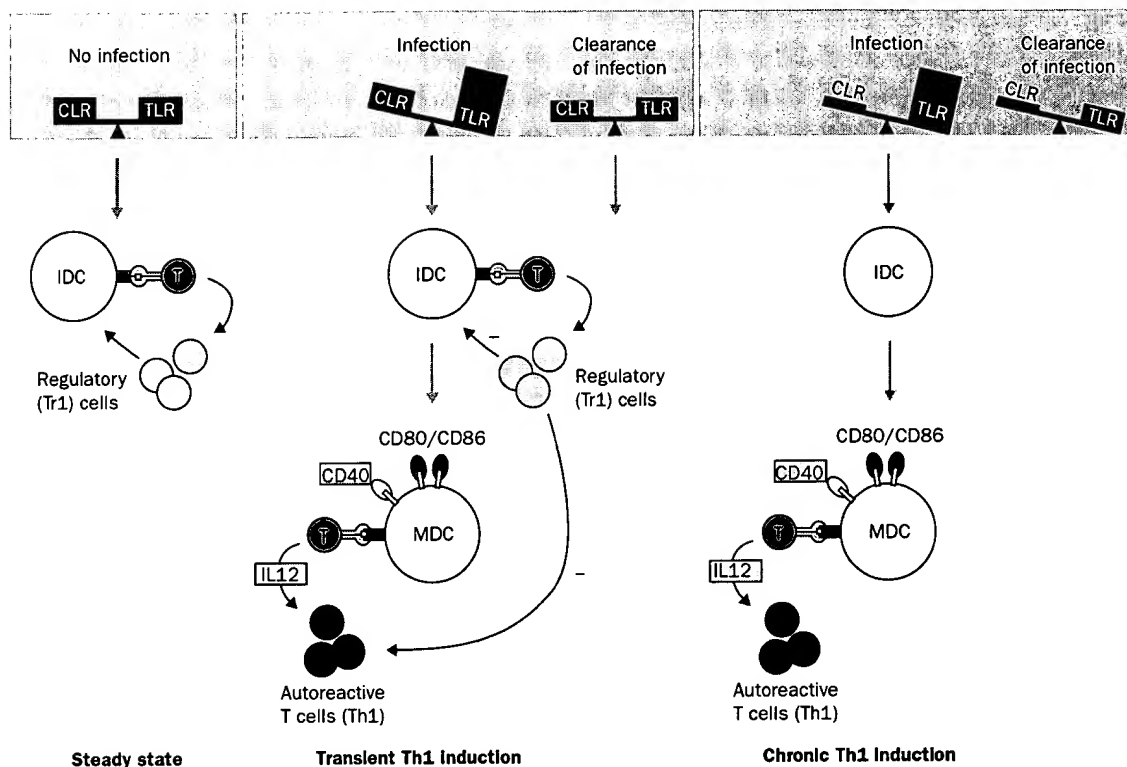 No infection
CLR TLR
Infection
CLR
TLR
Clearance
of infection
CLR TLR
Infection
CLR
TLR
Clearance
of infection
CLR
TLR
IDC
T
Regulatory
(Tr1) cells
IDC
T
–
Regulatory
(Tr1) cells
CD80/CD86
CD40
MDC
T
IL12
–
Autoreactive
T cells (Th1)
IDC
CD80/CD86
CD40
MDC
T
IL12
Autoreactive
T cells (Th1)
Steady state
Transient Th1 induction
Chronic Th1 induction